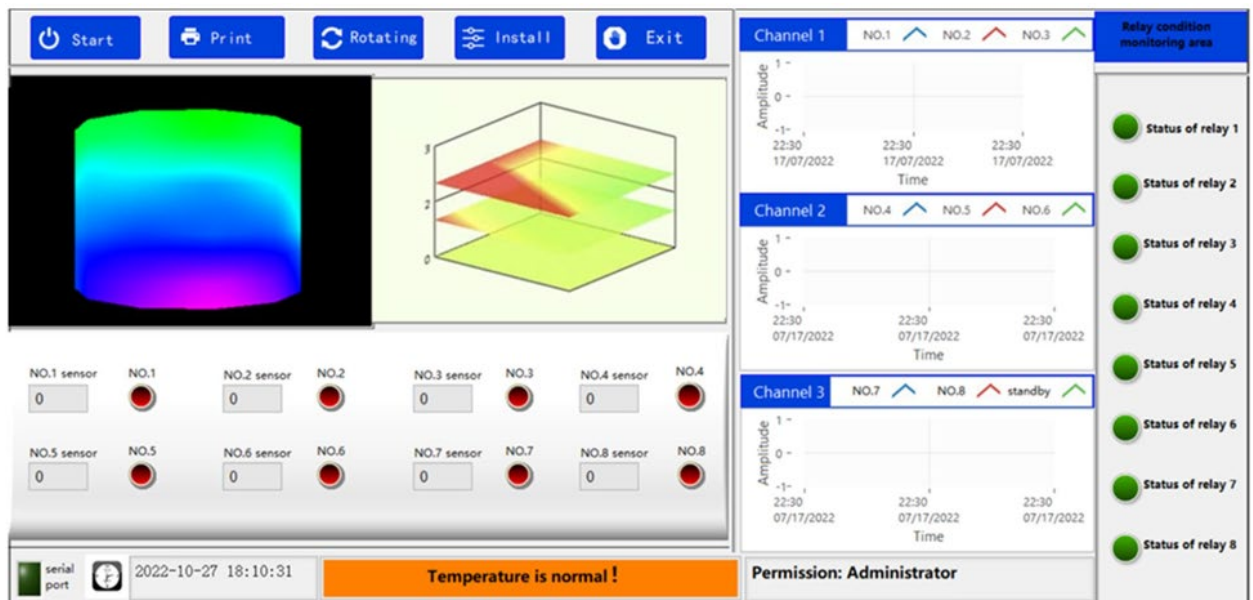 Start
Print
Rotating
Install
Exit
3
2
0
NO.1 sensor NO.1 NO.2 sensor NO.2 NO.3 sensor NO.3 NO.4 sensor NO.4
0 0 0 0
NO.5 sensor NO.5 NO.6 sensor NO.6 NO.7 sensor NO.7 NO.8 sensor NO.8
0 0 0 0
serial
port
2022-10-27 18:10:31
Temperature is normal !
Channel 1 NO.1 NO.2 NO.3
Amplitude
1
0
-1
22:30 22:30 22:30
17/07/2022 17/07/2022 17/07/2022
Time
Channel 2 NO.4 NO.5 NO.6
Amplitude
1
0
-1
22:30 22:30 22:30
07/17/2022 07/17/2022 07/17/2022
Time
Channel 3 NO.7 NO.8 standby
Amplitude
1
0
-1
22:30 22:30 22:30
07/17/2022 07/17/2022 07/17/2022
Time
Permission: Administrator
Relay condition
monitoring area
Status of relay 1
Status of relay 2
Status of relay 3
Status of relay 4
Status of relay 5
Status of relay 6
Status of relay 7
Status of relay 8